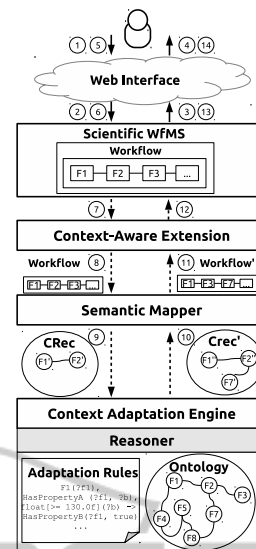 1 5 4 14
Web Interface
2 6 3 13
Scientific WfMS
Workflow
F1 F2 F3 ...
7 12
Context-Aware Extension
Workflow 8 11 Workflow'
F1 F2 F3 ... F1 F3 F7 ...
Semantic Mapper
CRec 9 10 Crec'
F1' F2' F1'' F2'' F7'
Context Adaptation Engine
Reasoner
Adaptation Rules
F1(?f1),
HasPropertyA (?f1, ?b),
float[>= 130.0f](?b) ->
HasPropertyB(?f1, true)
...
Ontology
F1 F2 F3
F4 F5 F7
F8